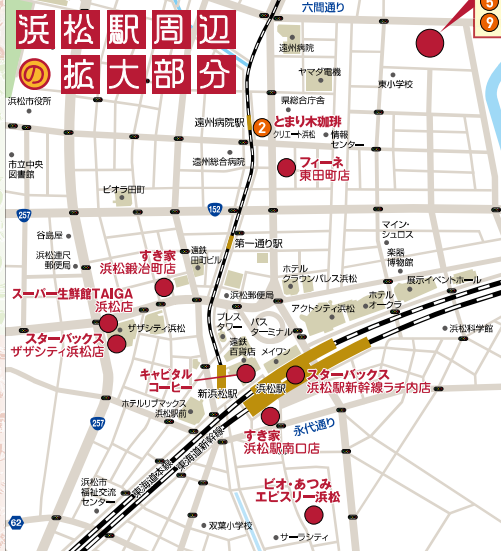 浜松駅周辺
の拡大部分
六間通り
5
9
遠州病院
ヤマダ電機
東小学校
浜松市役所
県総合庁舎
遠州病院駅
2
とまり木珈琲
クリエート浜松
情報
センター
市立中央
図書館
遠州総合病院
フィーネ
東田町店
ビオラ田町
257
152
谷島屋
浜松連尺
郵便局
すき家
浜松鍛冶町店
遠鉄
田町ビル
第一通り駅
マイン・
シュロス
楽器
博物館
ホテル
クラウンパレス浜松
展示イベントホール
スーパー生鮮館TAIGA
浜松店
浜松郵便局
ホテル
オークラ
アクトシティ浜松
ザザシティ浜松
スターバックス
ザザシティ浜松店
プレス
タワー
バス
ターミナル
浜松科学館
遠鉄
百貨店
メイワン
キャピタル
コーヒー
新浜松駅
浜松駅
スターバックス
浜松駅新幹線ラチ内店
ホテルリブマックス
浜松駅前
257
すき家
浜松駅南口店
永代通り
東海道本線
東海道新幹線
浜松市
福祉交流
センター
ビオ・あつみ
エピスリー浜松
62
双葉小学校
サーラシティ